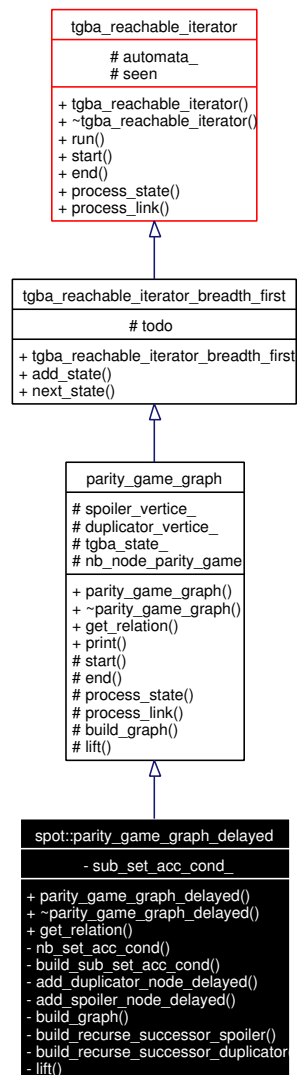 tgba_reachable_iterator
# automata_
# seen
+ tgba_reachable_iterator()
+ ~tgba_reachable_iterator()
+ run()
+ start()
+ end()
+ process_state()
+ process_link()
tgba_reachable_iterator_breadth_first
# todo
+ tgba_reachable_iterator_breadth_first
+ add_state()
+ next_state()
parity_game_graph
# spoiler_vertice_
# duplicator_vertice_
# tgba_state_
# nb_node_parity_game
+ parity_game_graph()
+ ~parity_game_graph()
+ get_relation()
+ print()
# start()
# end()
# process_state()
# process_link()
# build_graph()
# lift()
spot::parity_game_graph_delayed
- sub_set_acc_cond_
+ parity_game_graph_delayed()
+ ~parity_game_graph_delayed()
+ get_relation()
- nb_set_acc_cond()
- build_sub_set_acc_cond()
- add_duplicator_node_delayed()
- add_spoiler_node_delayed()
- build_graph()
- build_recurse_successor_spoiler()
- build_recurse_successor_duplicator(
- lift()